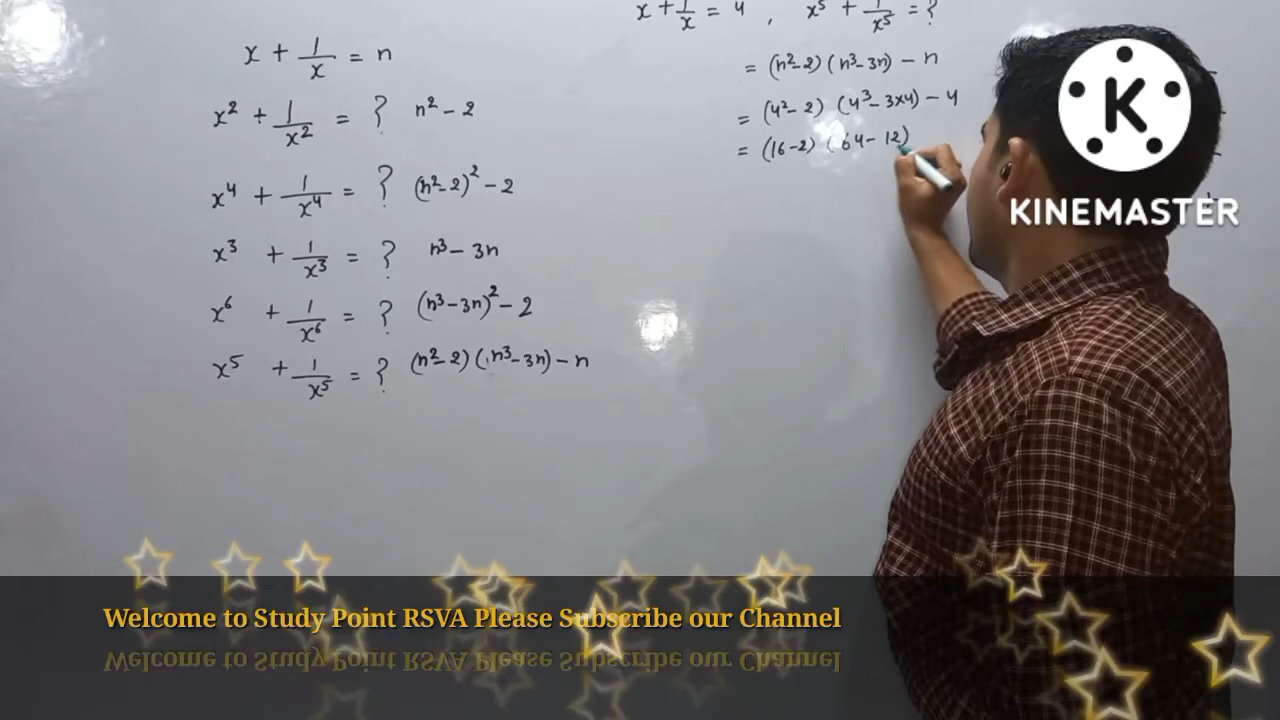 x + 1/x = n
x² + 1/x² = ? n² - 2
x⁴ + 1/x⁴ = ? (n²-2)² - 2
x³ + 1/x³ = ? n³ - 3n
x⁶ + 1/x⁶ = ? (n³-3n)² - 2
x⁵ + 1/x⁵ = ? (n²-2) (n³-3n) - n
x + 1/x = 4 , x⁵ + 1/x⁵ = ?
= (n²-2) (n³-3n) - n
= (4²-2) (4³-3×4) - 4
= (16-2) (64-12)
KINEMASTER
Welcome to Study Point RSVA Please Subscribe our Channel